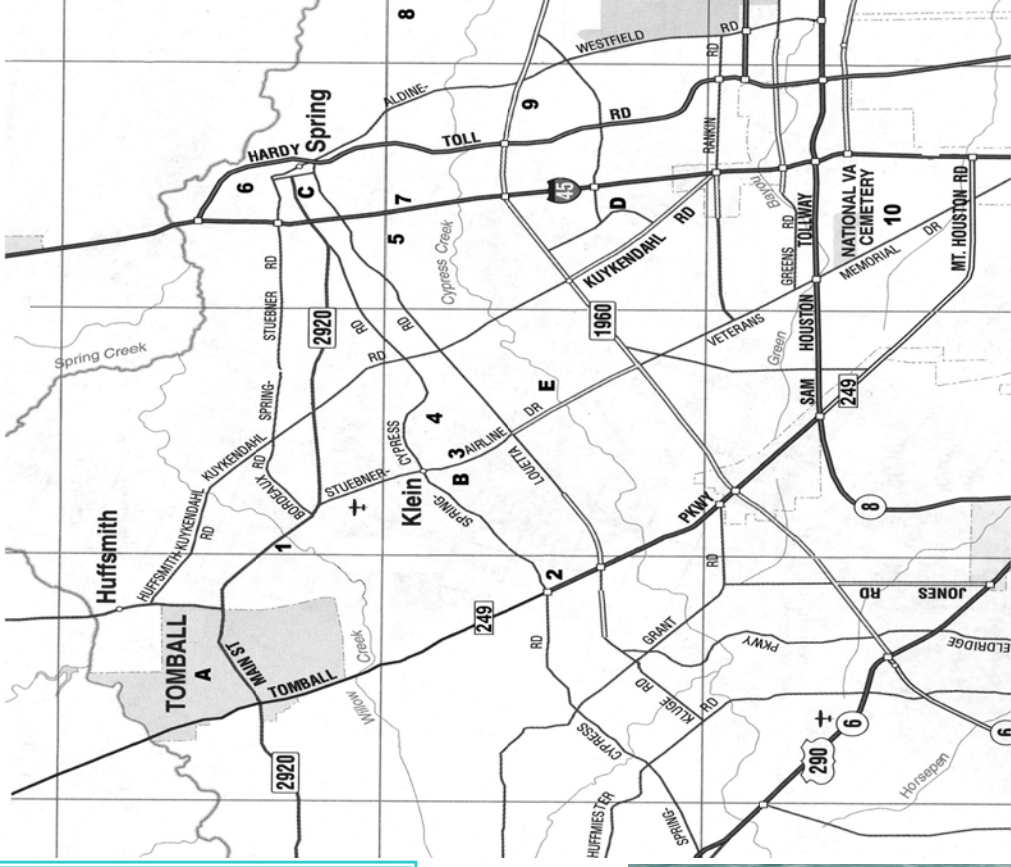 8
WESTFIELD
RD
ALDINE-
9
RD
RD
TOLL
HARDY
Spring
RANKIN
6
C
7
45
D
Bayou
NATIONAL VA
CEMETERY
10
MT. HOUSTON RD
5
Cypress Creek
KUYKENDAHL
RD
GREENS
RD
TOLLWAY
MEMORIAL
DR
STUEBNER
RD
2920
RD
RD
1960
VETERANS
HOUSTON
Green
Spring Creek
RD
SPRING-
SAM
249
KUYKENDAHL
RD
BORDEAUX
STUEBNER-
CYPRESS
4
3
AIRLINE
DR
E
LOUETTA
Klein
B
SPRING-
PKWY
8
Huffsmith
HUFFSMITH-KUYKENDAHL
RD
1
2
RD
JONES
RD
TOMBALL
A
MAIN ST
TOMBALL
249
Creek
Willow
RD
GRANT
PKWY
ELDRIDGE
KLUGE
RD
RD
2920
CYPRESS
HUFFMIESTER
SPRING-
290
6
6
Horsepen